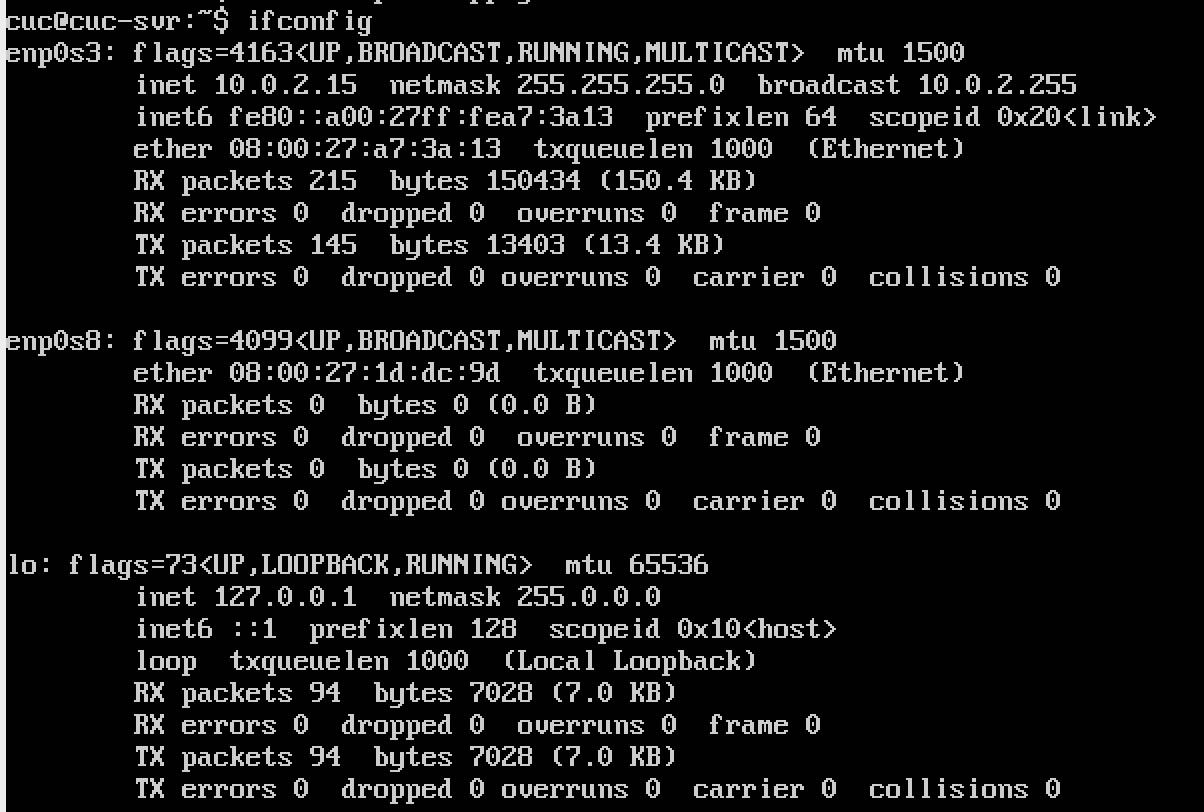 cuc@cuc-svr:~$ ifconfig
enp0s3: flags=4163<UP,BROADCAST,RUNNING,MULTICAST>  mtu 1500
        inet 10.0.2.15  netmask 255.255.255.0  broadcast 10.0.2.255
        inet6 fe80::a00:27ff:fea7:3a13  prefixlen 64  scopeid 0x20<link>
        ether 08:00:27:a7:3a:13  txqueuelen 1000  (Ethernet)
        RX packets 215  bytes 150434 (150.4 KB)
        RX errors 0  dropped 0  overruns 0  frame 0
        TX packets 145  bytes 13403 (13.4 KB)
        TX errors 0  dropped 0 overruns 0  carrier 0  collisions 0

enp0s8: flags=4099<UP,BROADCAST,MULTICAST>  mtu 1500
        ether 08:00:27:1d:dc:9d  txqueuelen 1000  (Ethernet)
        RX packets 0  bytes 0 (0.0 B)
        RX errors 0  dropped 0  overruns 0  frame 0
        TX packets 0  bytes 0 (0.0 B)
        TX errors 0  dropped 0 overruns 0  carrier 0  collisions 0

lo: flags=73<UP,LOOPBACK,RUNNING>  mtu 65536
        inet 127.0.0.1  netmask 255.0.0.0
        inet6 ::1  prefixlen 128  scopeid 0x10<host>
        loop  txqueuelen 1000  (Local Loopback)
        RX packets 94  bytes 7028 (7.0 KB)
        RX errors 0  dropped 0  overruns 0  frame 0
        TX packets 94  bytes 7028 (7.0 KB)
        TX errors 0  dropped 0 overruns 0  carrier 0  collisions 0